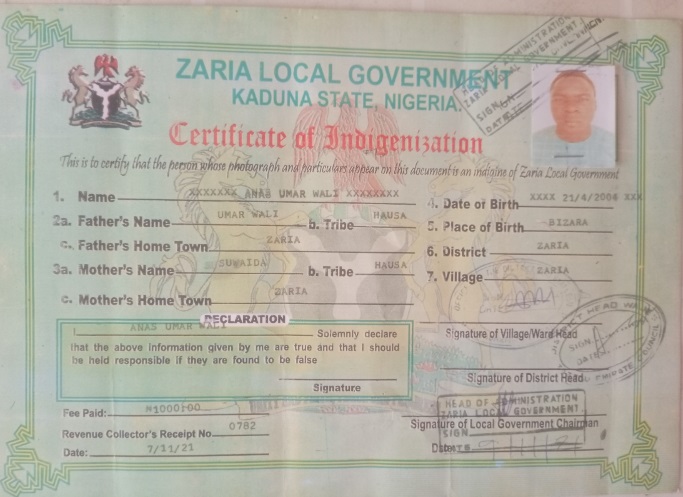 ZARIA LOCAL GOVERNMENT
KADUNA STATE, NIGERIA.
Certificate of Indigenization
This is to certify that the person whose photograph and particulars appear on this document is an indigine of Zaria Local Government
1. Name XXXXXXX ANAS UMAR WALI XXXXXXXX
2a. Father's Name UMAR WALI b. Tribe HAUSA
c. Father's Home Town ZARIA
3a. Mother's Name SUWAIDA b. Tribe HAUSA
c. Mother's Home Town ZARIA
4. Date of Birth XXXX 21/4/2004 XXX
5. Place of Birth BIZARA
6. District ZARIA
7. Village ZARIA
DECLARATION
I ANAS UMAR WALI Solemnly declare
that the above information given by me are true and that I should
be held responsible if they are found to be false
Signature
Fee Paid: ₦1000:00
Revenue Collector's Receipt No. 0782
Date: 7/11/21
Signature of Village/Ward Head
Signature of District Head
HEAD OF ADMINISTRATION
ZARIA LOCAL GOVERNMENT
Signature of Local Government Chairman
SIGN
Date